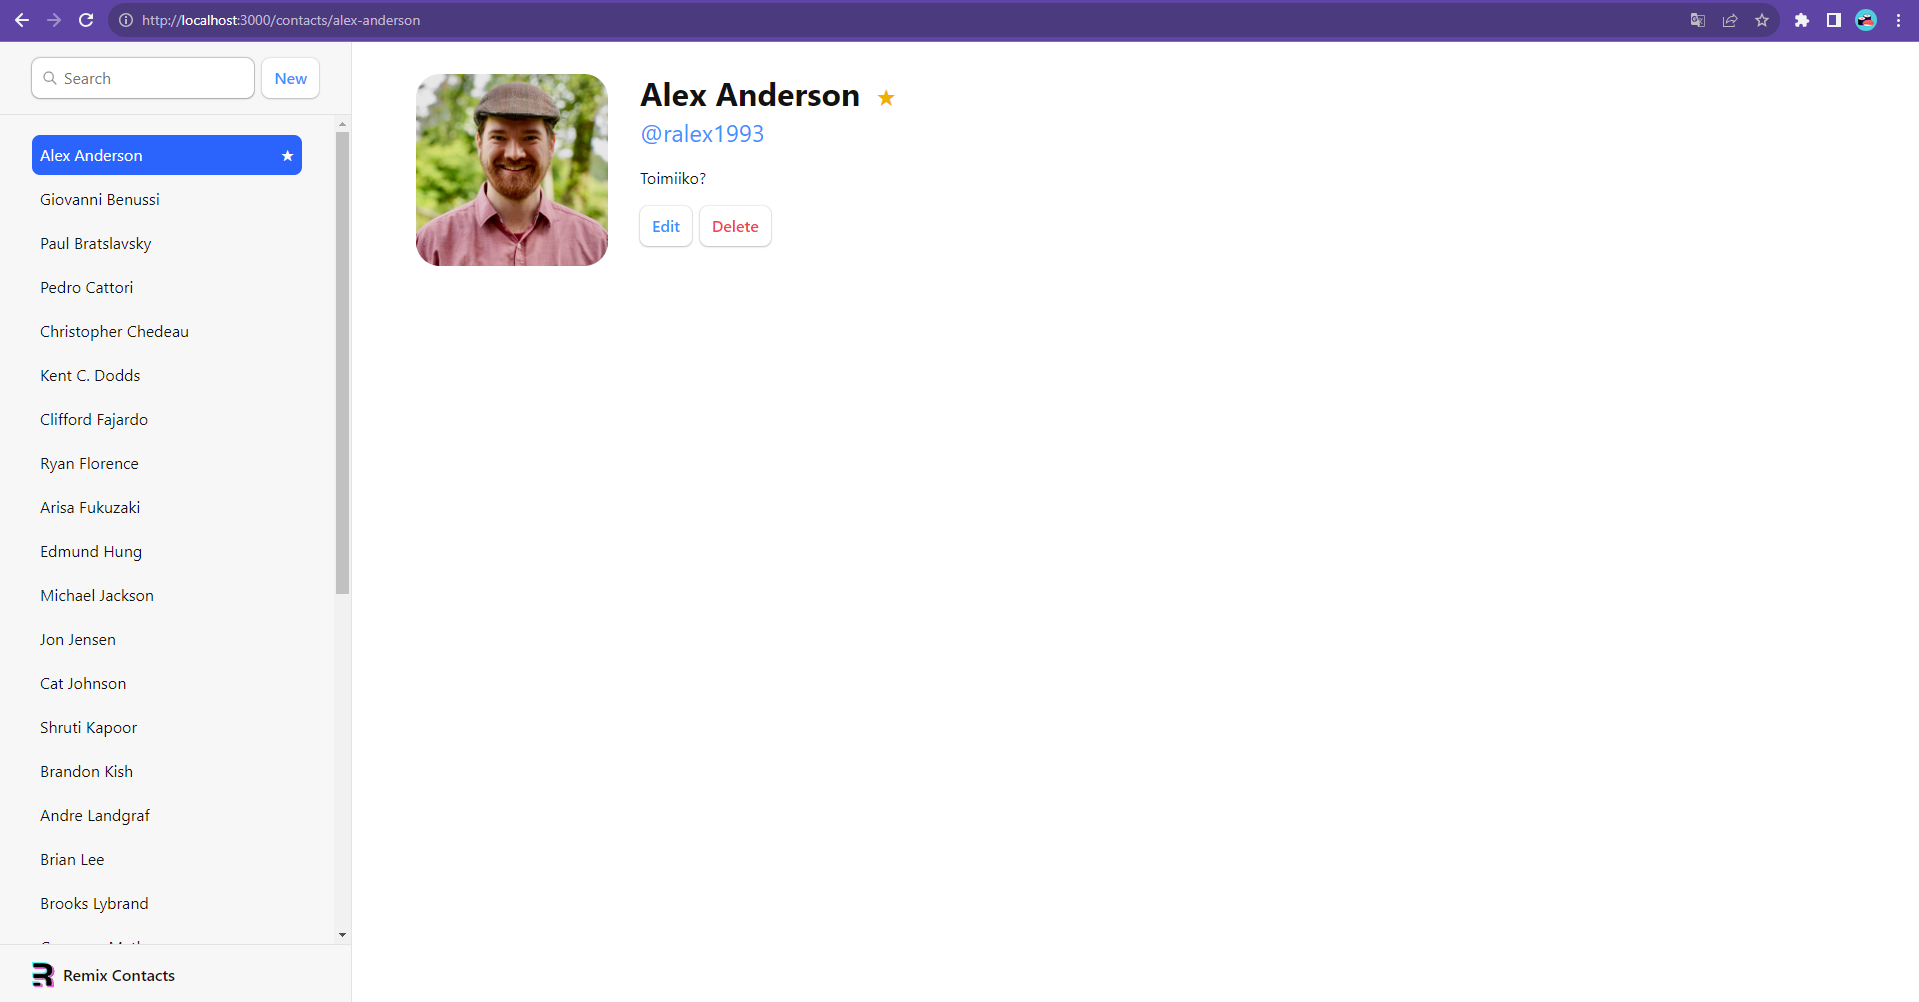 http://localhost:3000/contacts/alex-anderson
Search
New
Alex Anderson ★
Giovanni Benussi
Paul Bratslavsky
Pedro Cattori
Christopher Chedeau
Kent C. Dodds
Clifford Fajardo
Ryan Florence
Arisa Fukuzaki
Edmund Hung
Michael Jackson
Jon Jensen
Cat Johnson
Shruti Kapoor
Brandon Kish
Andre Landgraf
Brian Lee
Brooks Lybrand
Remix Contacts
Alex Anderson ★
@ralex1993
Toimiiko?
Edit
Delete